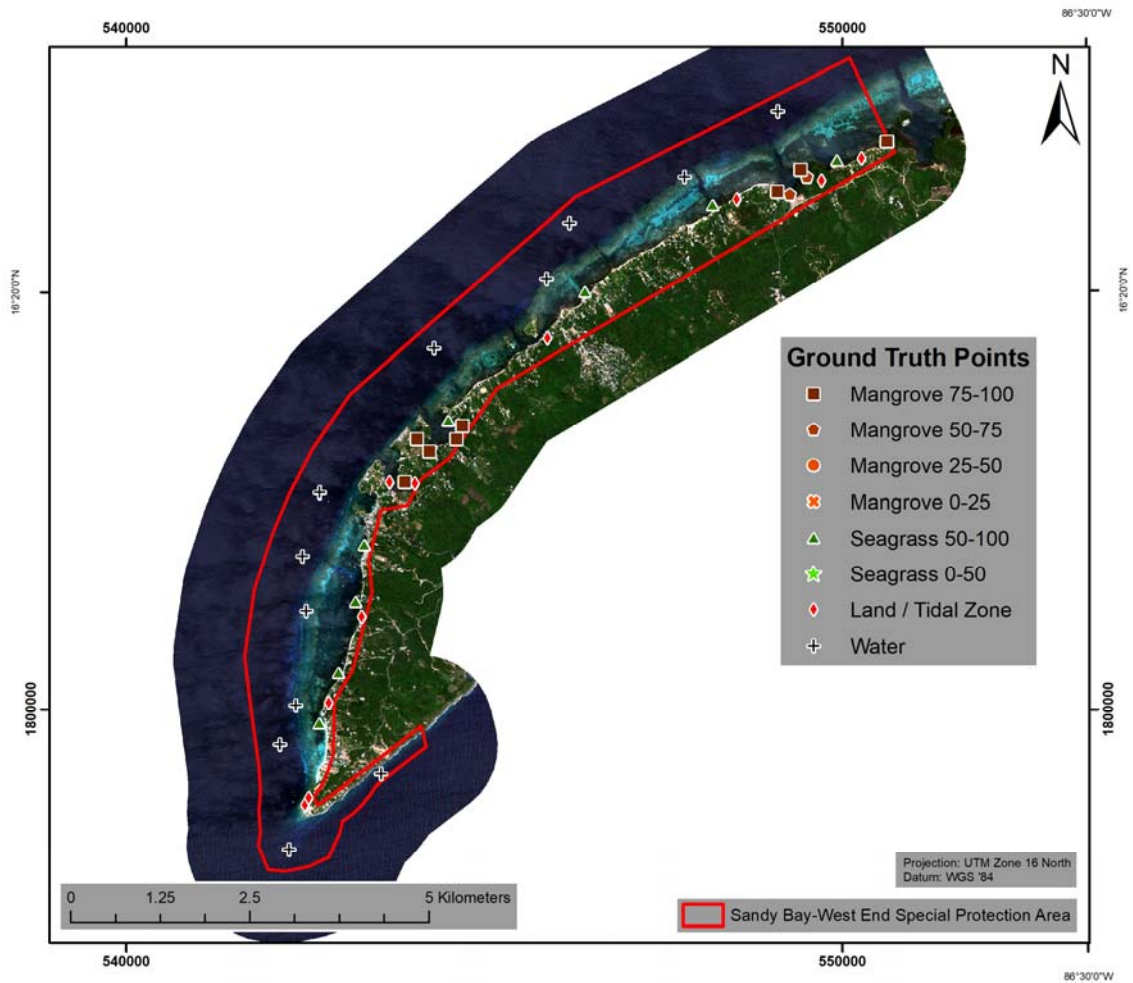 86°30'0"W
540000
550000
N
16°20'0"N
16°20'0"N
Ground Truth Points
Mangrove 75-100
Mangrove 50-75
Mangrove 25-50
Mangrove 0-25
Seagrass 50-100
Seagrass 0-50
Land / Tidal Zone
Water
1800000
1800000
Projection: UTM Zone 16 North
Datum: WGS '84
0 1.25 2.5 5 Kilometers
Sandy Bay-West End Special Protection Area
540000
550000
86°30'0"W